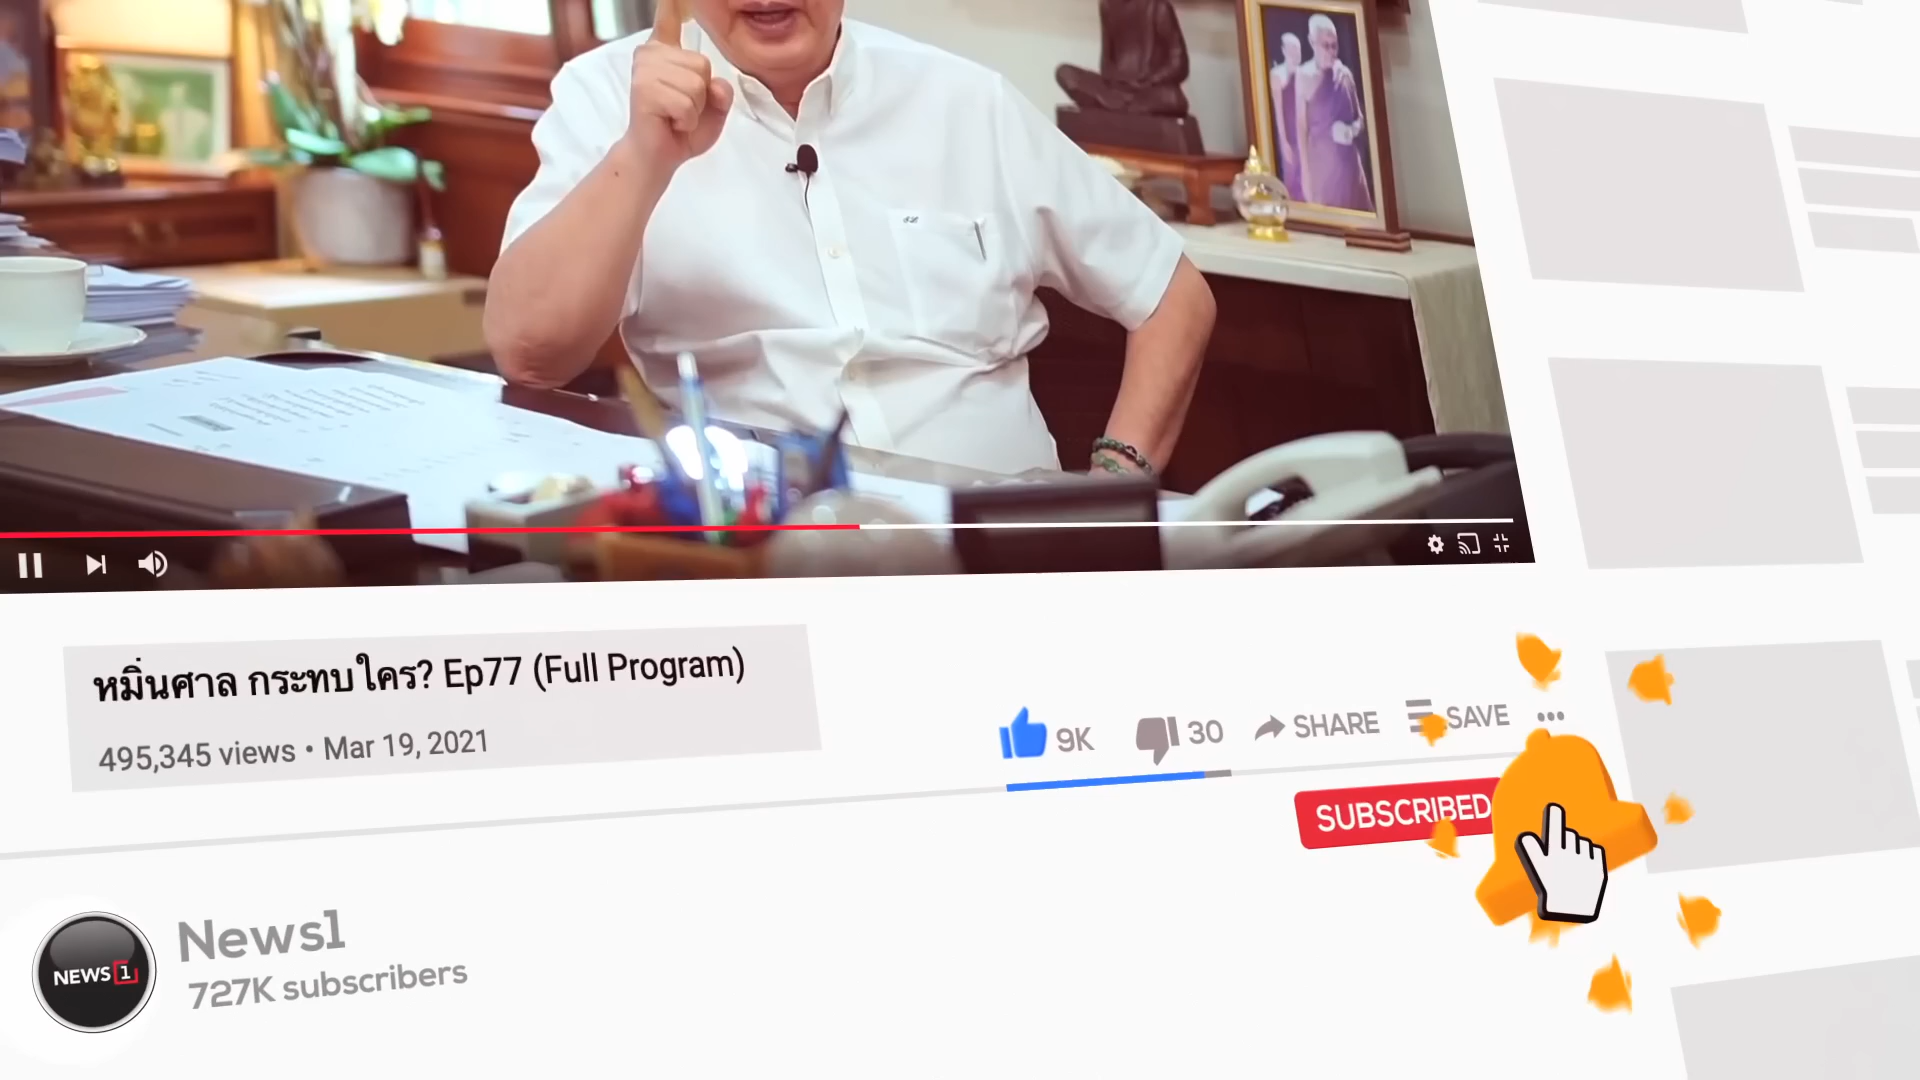 หมิ่นศาล กระทบใคร? Ep77 (Full Program)
495,345 views • Mar 19, 2021
9K
30
SHARE
SAVE
SUBSCRIBED
NEWS 1
News1
727K subscribers